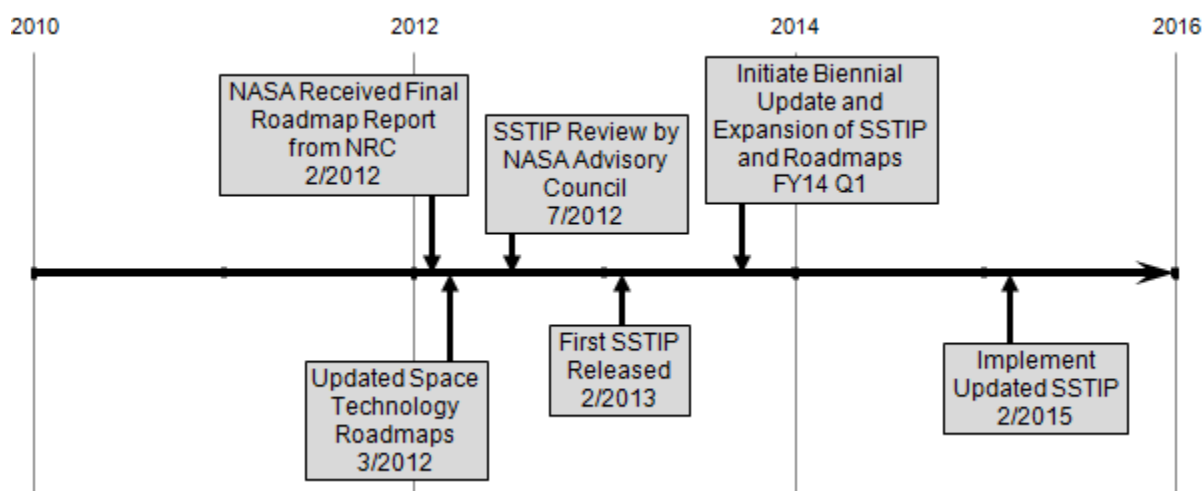 2010
2012
2014
2016
NASA Received Final
Roadmap Report
from NRC
2/2012
SSTIP Review by
NASA Advisory
Council
7/2012
Initiate Biennial
Update and
Expansion of SSTIP
and Roadmaps
FY14 Q1
Updated Space
Technology
Roadmaps
3/2012
First SSTIP
Released
2/2013
Implement
Updated SSTIP
2/2015